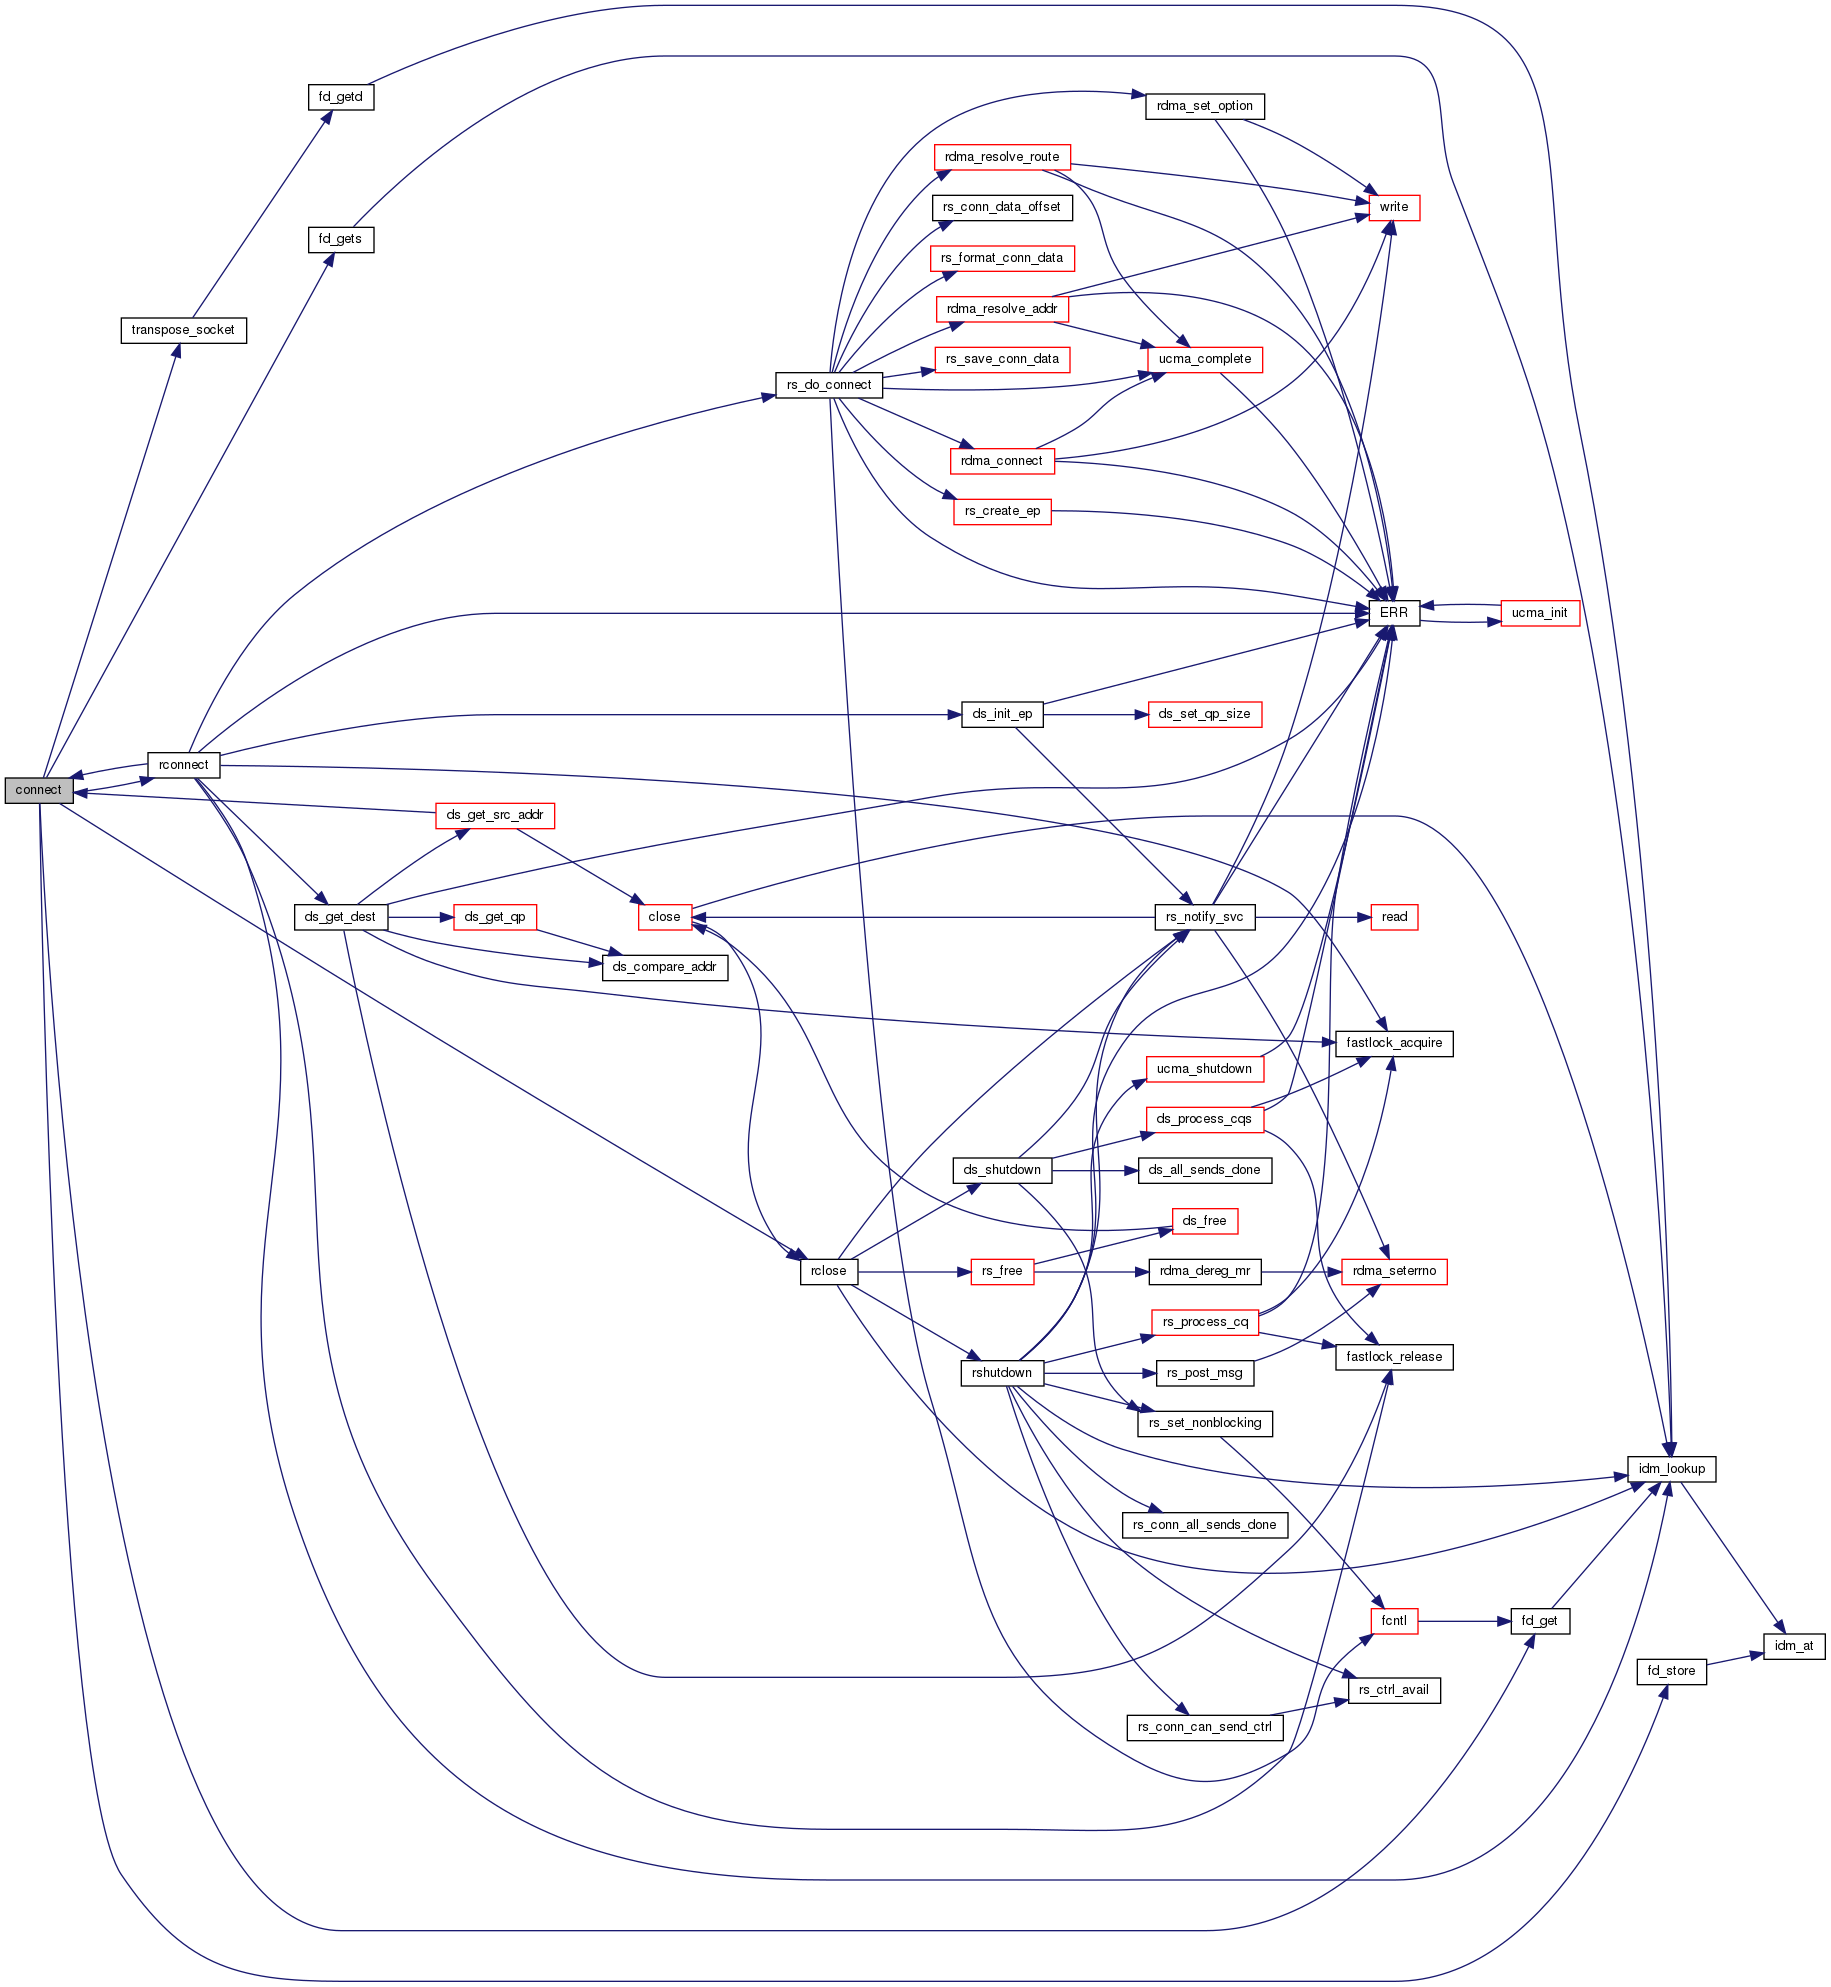 fd_getd
rdma_set_option
rdma_resolve_route
rs_conn_data_offset
write
fd_gets
rs_format_conn_data
rdma_resolve_addr
transpose_socket
rs_save_conn_data
ucma_complete
rs_do_connect
rdma_connect
rs_create_ep
ERR
ucma_init
ds_init_ep
ds_set_qp_size
rconnect
connect
ds_get_src_addr
ds_get_dest
ds_get_qp
close
rs_notify_svc
read
ds_compare_addr
fastlock_acquire
ucma_shutdown
ds_process_cqs
ds_shutdown
ds_all_sends_done
ds_free
rclose
rs_free
rdma_dereg_mr
rdma_seterrno
rs_process_cq
fastlock_release
rshutdown
rs_post_msg
rs_set_nonblocking
idm_lookup
rs_conn_all_sends_done
fcntl
fd_get
idm_at
fd_store
rs_ctrl_avail
rs_conn_can_send_ctrl